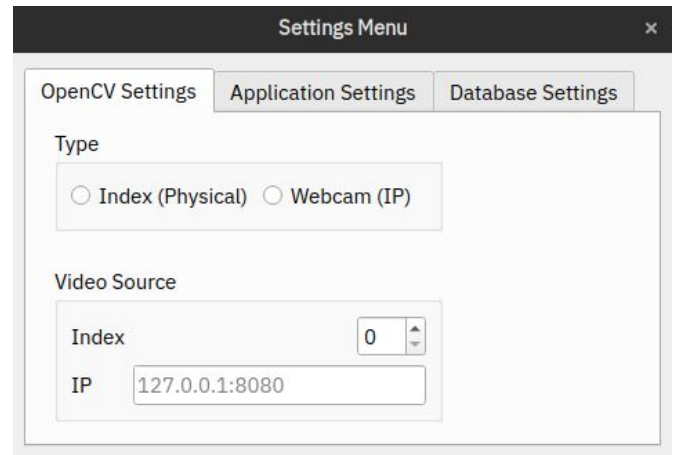 Settings Menu ×
OpenCV Settings Application Settings Database Settings
Type
Index (Physical) Webcam (IP)
Video Source
Index 0
IP 127.0.0.1:8080